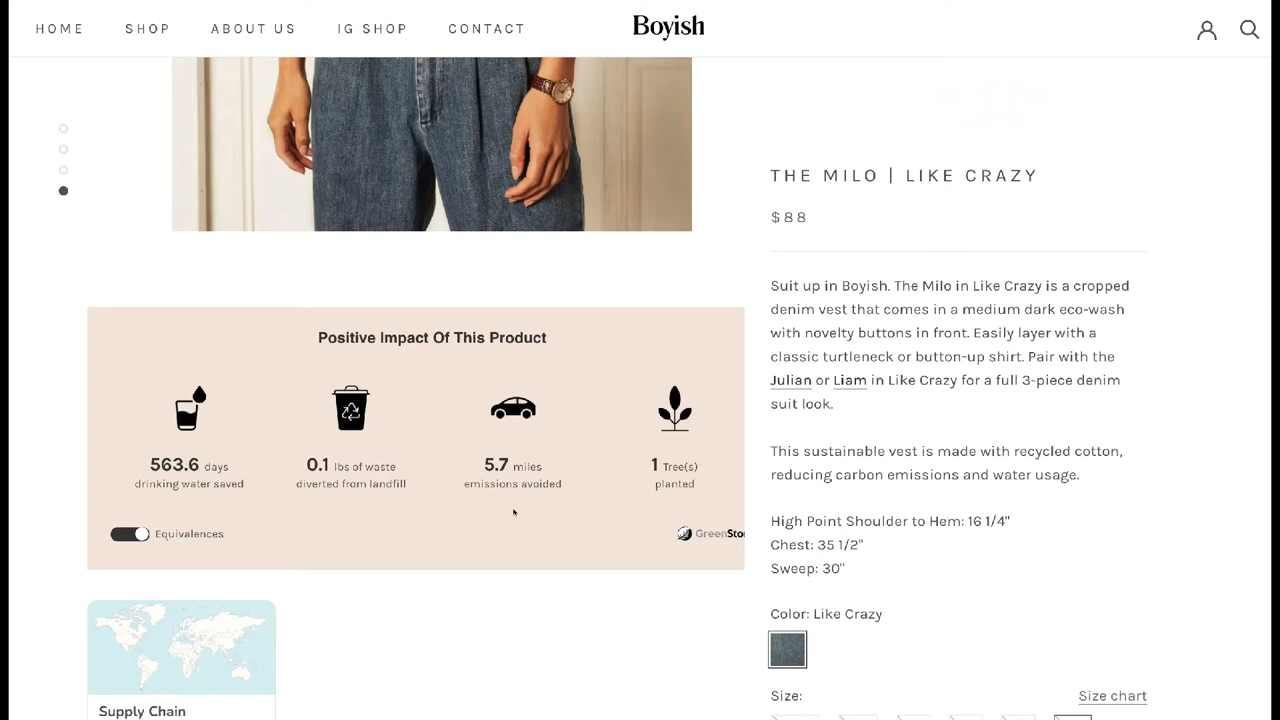 HOME SHOP ABOUT US IG SHOP CONTACT
Boyish
THE MILO | LIKE CRAZY
$88
Suit up in Boyish. The Milo in Like Crazy is a cropped
denim vest that comes in a medium dark eco-wash
with novelty buttons in front. Easily layer with a
classic turtleneck or button-up shirt. Pair with the
Julian or Liam in Like Crazy for a full 3-piece denim
suit look.
This sustainable vest is made with recycled cotton,
reducing carbon emissions and water usage.
High Point Shoulder to Hem: 16 1/4"
Chest: 35 1/2"
Sweep: 30"
Color: Like Crazy
Size: Size chart
Positive Impact Of This Product
563.6 days
drinking water saved
0.1 lbs of waste
diverted from landfill
5.7 miles
emissions avoided
1 Tree(s)
planted
Equivalences
GreenSto
Supply Chain